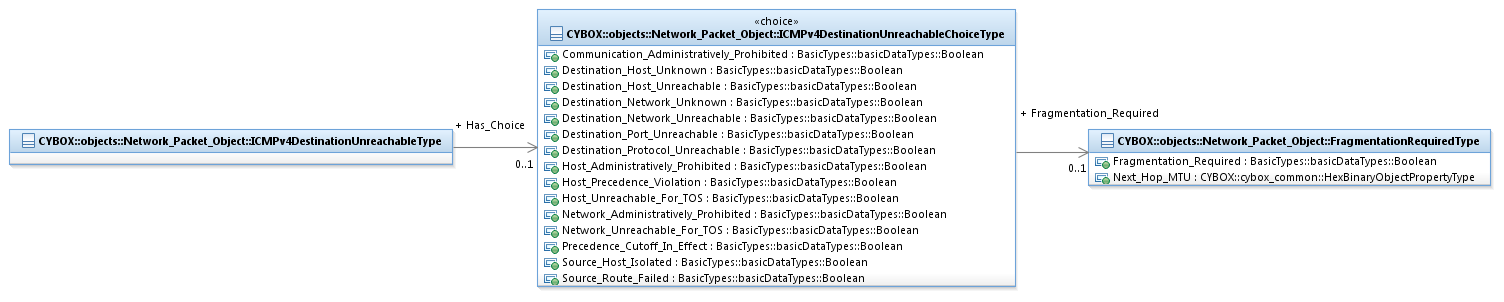 CYBOX::objects::Network_Packet_Object::ICMPv4DestinationUnreachableType
+ Has_Choice
0..1
«choice»
CYBOX::objects::Network_Packet_Object::ICMPv4DestinationUnreachableChoiceType
Communication_Administratively_Prohibited : BasicTypes::basicDataTypes::Boolean
Destination_Host_Unknown : BasicTypes::basicDataTypes::Boolean
Destination_Host_Unreachable : BasicTypes::basicDataTypes::Boolean
Destination_Network_Unknown : BasicTypes::basicDataTypes::Boolean
Destination_Network_Unreachable : BasicTypes::basicDataTypes::Boolean
Destination_Port_Unreachable : BasicTypes::basicDataTypes::Boolean
Destination_Protocol_Unreachable : BasicTypes::basicDataTypes::Boolean
Host_Administratively_Prohibited : BasicTypes::basicDataTypes::Boolean
Host_Precedence_Violation : BasicTypes::basicDataTypes::Boolean
Host_Unreachable_For_TOS : BasicTypes::basicDataTypes::Boolean
Network_Administratively_Prohibited : BasicTypes::basicDataTypes::Boolean
Network_Unreachable_For_TOS : BasicTypes::basicDataTypes::Boolean
Precedence_Cutoff_In_Effect : BasicTypes::basicDataTypes::Boolean
Source_Host_Isolated : BasicTypes::basicDataTypes::Boolean
Source_Route_Failed : BasicTypes::basicDataTypes::Boolean
+ Fragmentation_Required
0..1
CYBOX::objects::Network_Packet_Object::FragmentationRequiredType
Fragmentation_Required : BasicTypes::basicDataTypes::Boolean
Next_Hop_MTU : CYBOX::cybox_common::HexBinaryObjectPropertyType